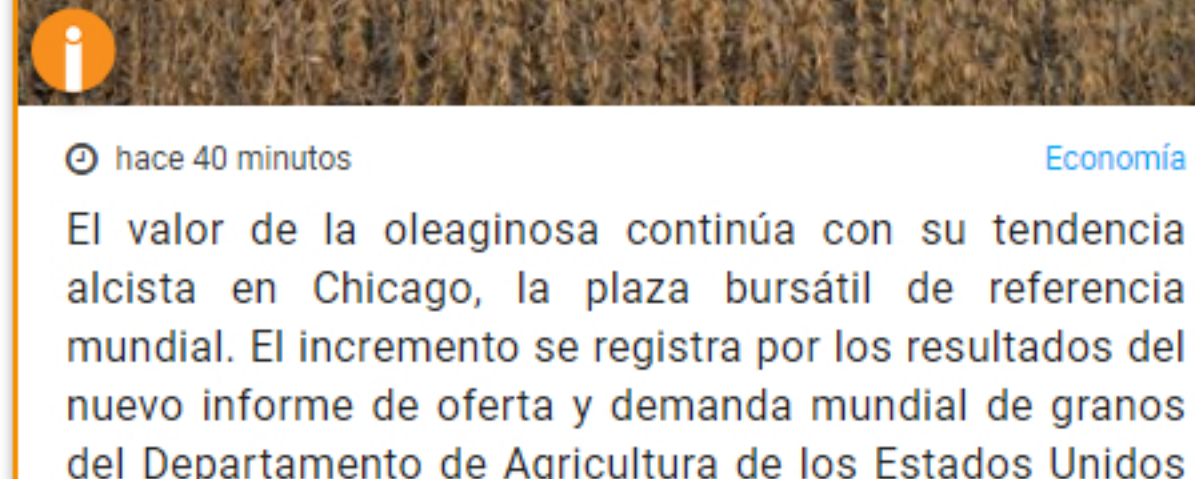 hace 40 minutos
Economía
El valor de la oleaginosa continúa con su tendencia
alcista en Chicago, la plaza bursátil de referencia
mundial. El incremento se registra por los resultados del
nuevo informe de oferta y demanda mundial de granos
del Departamento de Agricultura de los Estados Unidos